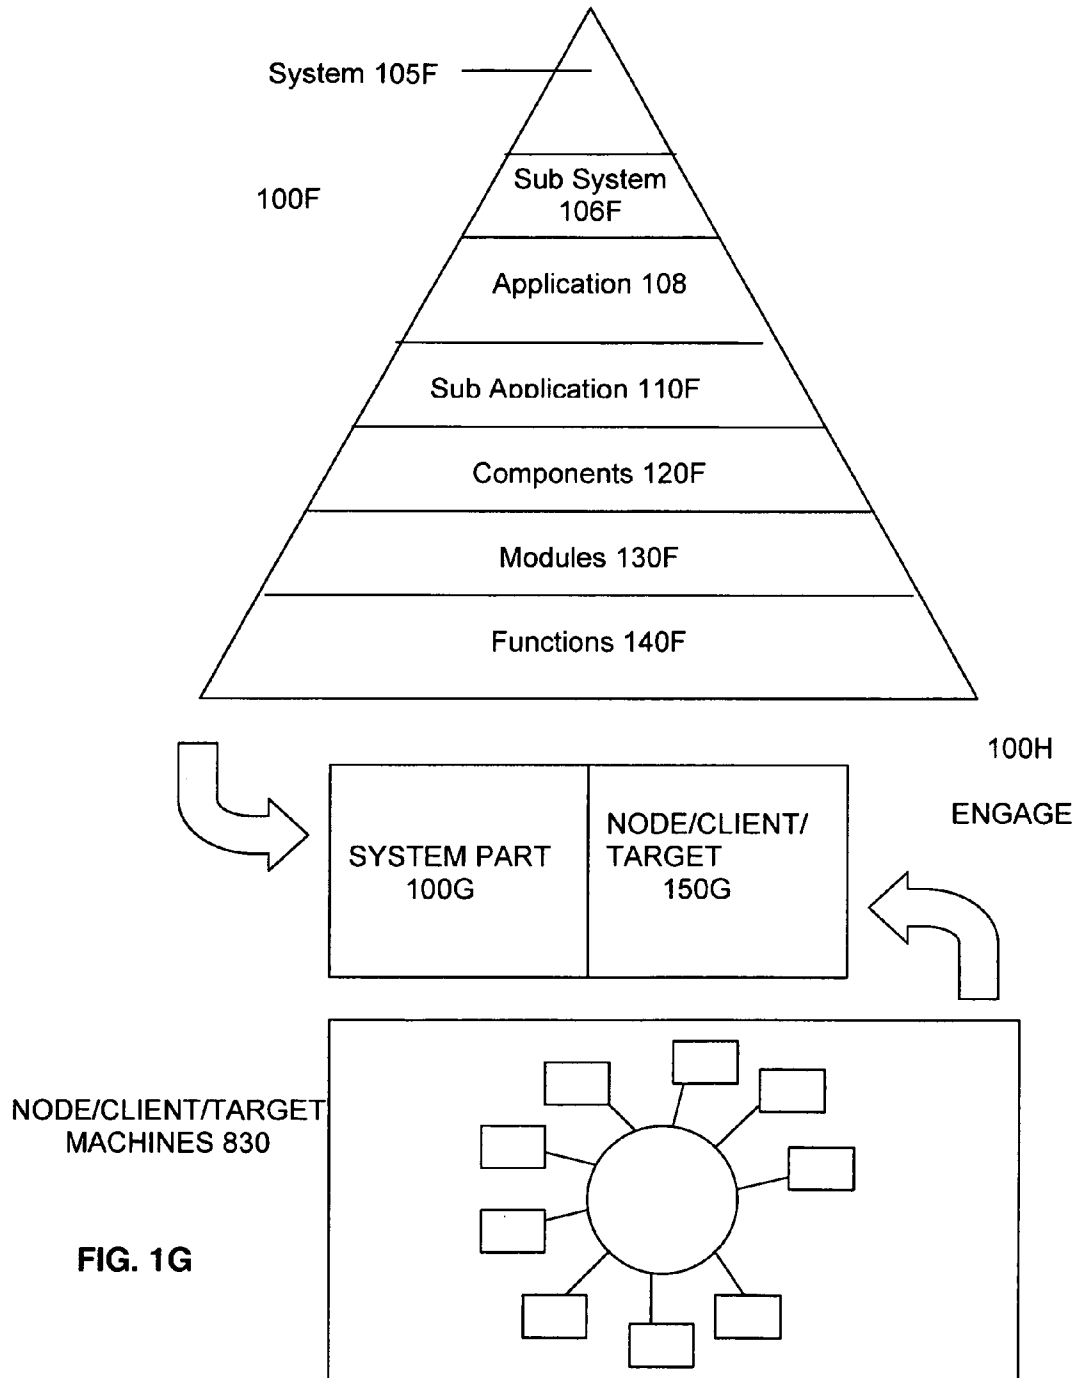 System 105F
100F
Sub System
106F
Application 108
Sub Application 110F
Components 120F
Modules 130F
Functions 140F
100H
ENGAGE
SYSTEM PART
100G
NODE/CLIENT/
TARGET
150G
NODE/CLIENT/TARGET
MACHINES 830
FIG. 1G